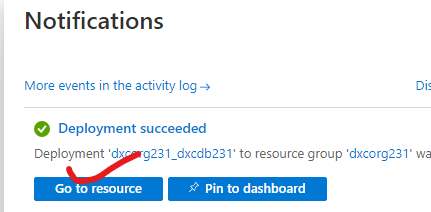 Notifications
More events in the activity log →
Dis
Deployment succeeded
Deployment 'dxcorg231_dxcdb231' to resource group 'dxcorg231' wa
Go to resource
Pin to dashboard